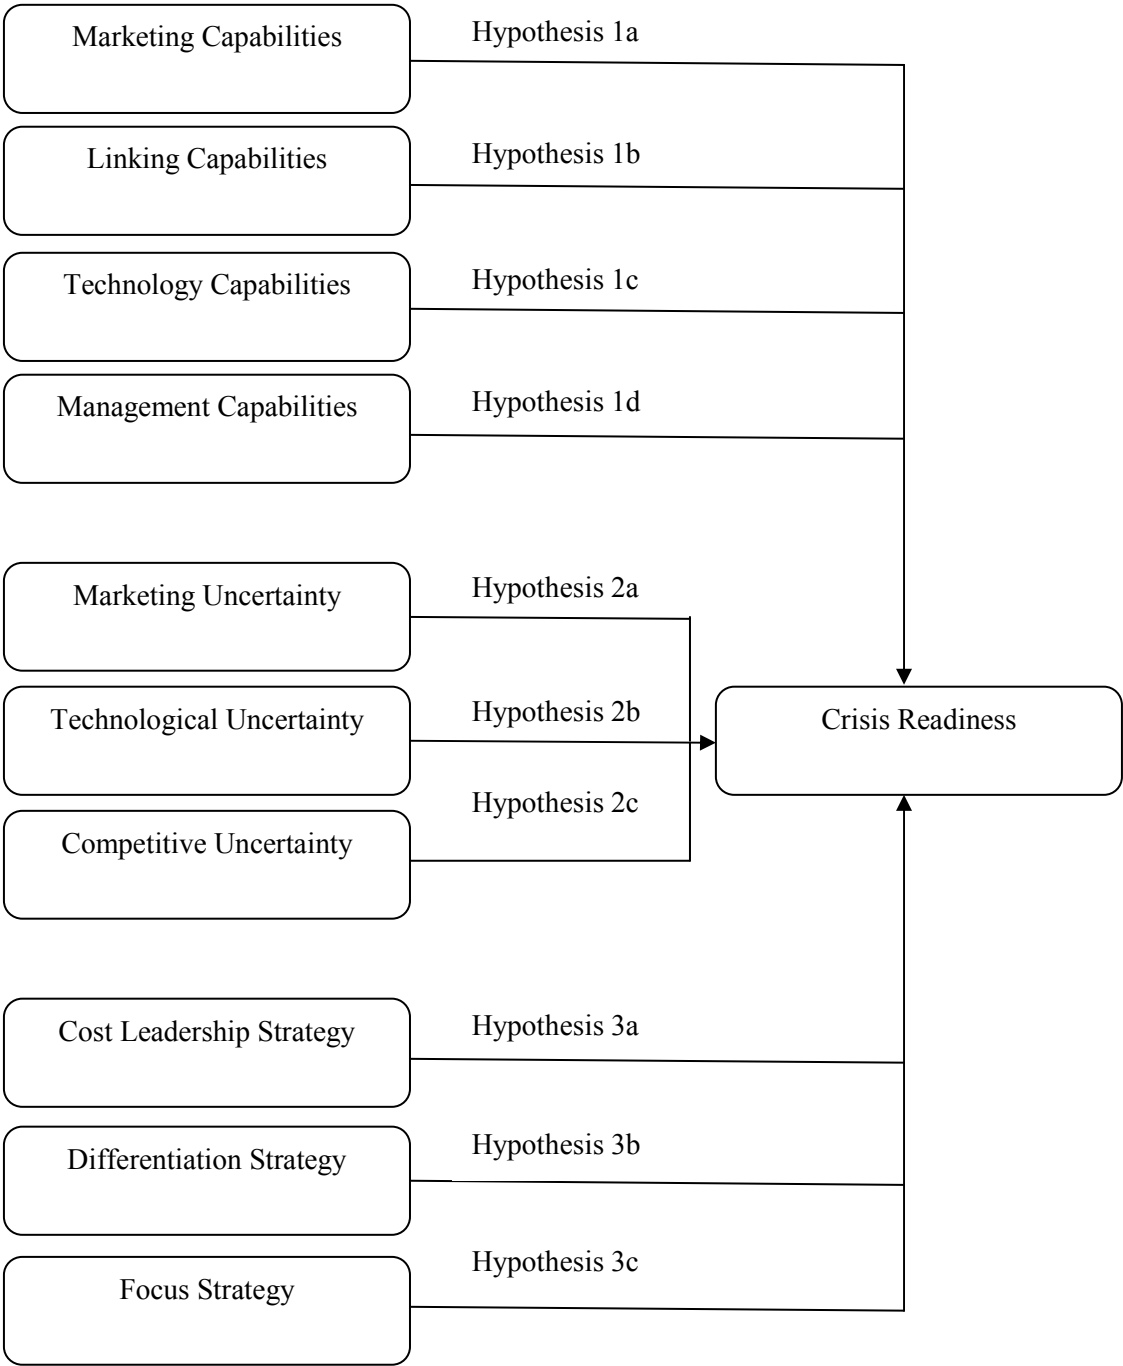 Marketing Capabilities
Hypothesis 1a
Linking Capabilities
Hypothesis 1b
Technology Capabilities
Hypothesis 1c
Management Capabilities
Hypothesis 1d
Marketing Uncertainty
Hypothesis 2a
Technological Uncertainty
Hypothesis 2b
Crisis Readiness
Hypothesis 2c
Competitive Uncertainty
Cost Leadership Strategy
Hypothesis 3a
Differentiation Strategy
Hypothesis 3b
Focus Strategy
Hypothesis 3c